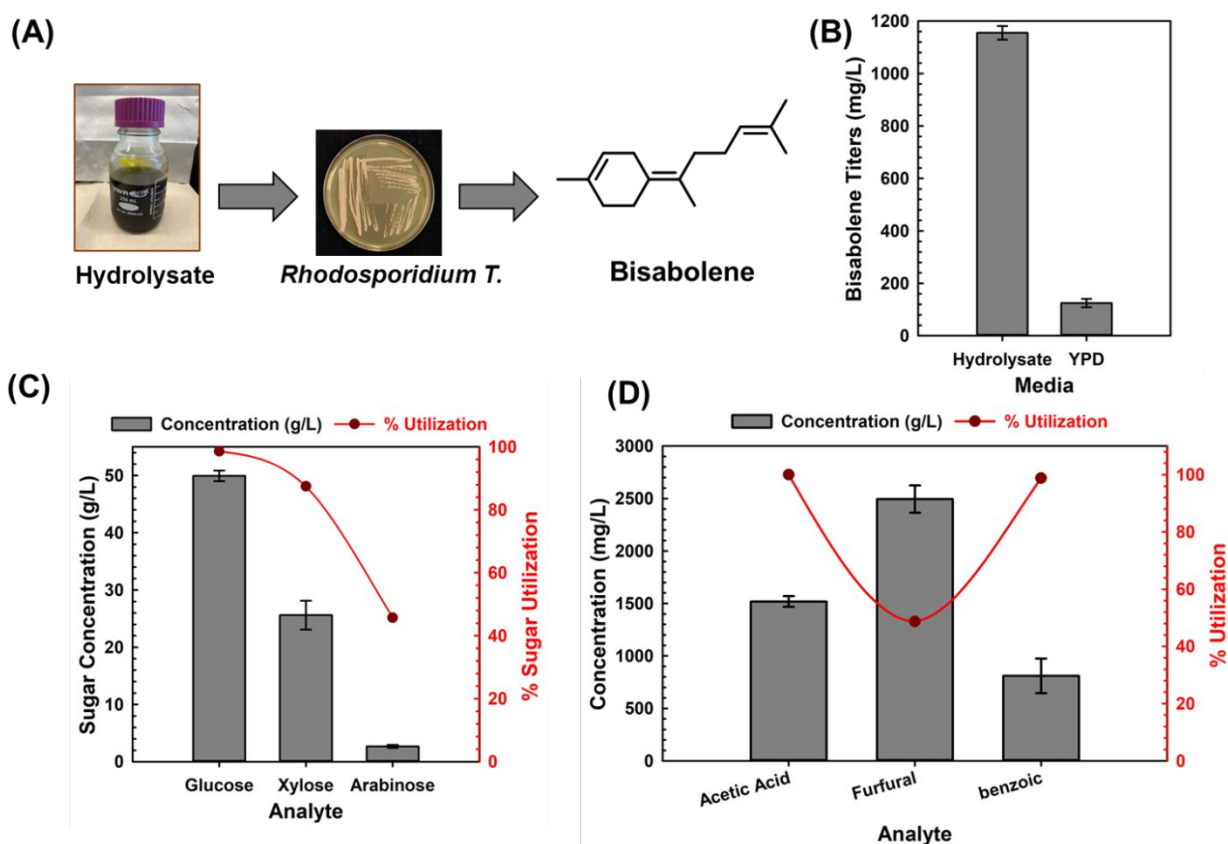 (A)
Hydrolysate
Rhodosporidium T.
Bisabolene
(B)
Bisabolene Titers (mg/L)
1200
1000
800
600
400
200
0
Hydrolysate YPD
Media
(C)
Concentration (g/L) % Utilization
Sugar Concentration (g/L)
50
40
30
20
10
0
100
80
60
40
20
0
% Sugar Utilization
Glucose Xylose Arabinose
Analyte
(D)
Concentration (g/L) % Utilization
Concentration (mg/L)
3000
2500
2000
1500
1000
500
0
100
80
60
40
20
0
% Utilization
Acetic Acid Furfural benzoic
Analyte